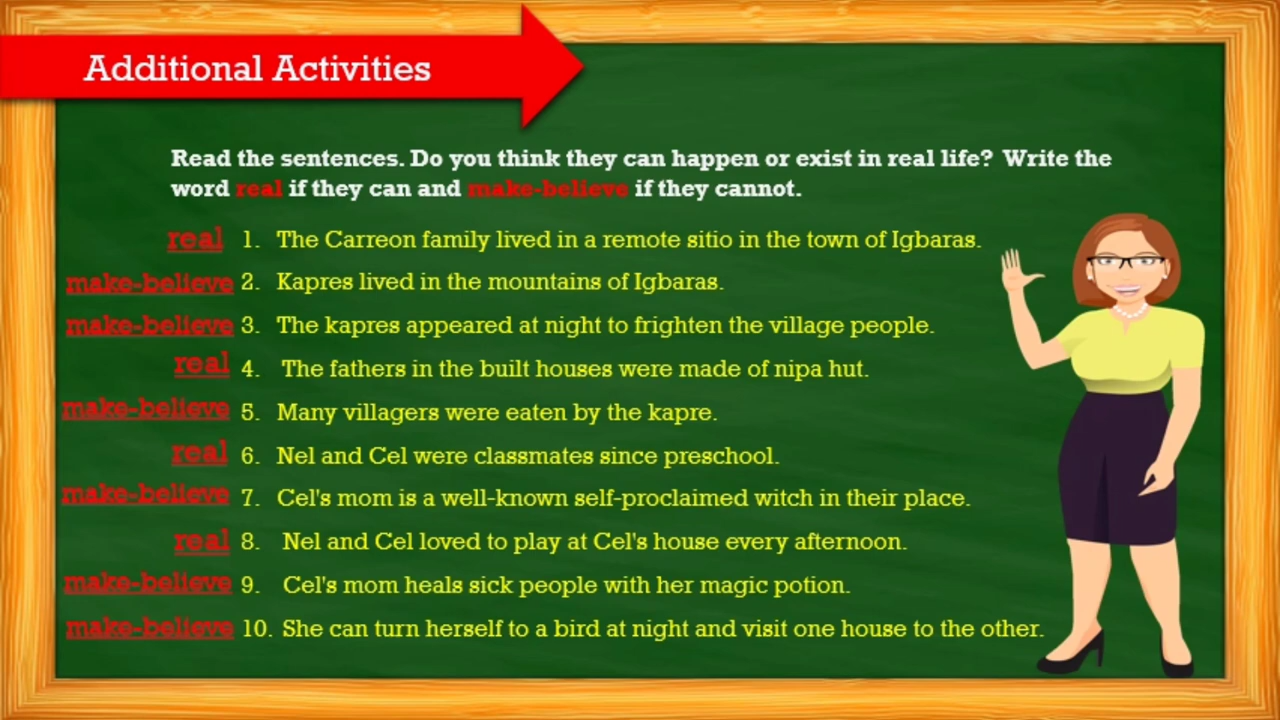 Additional Activities
Read the sentences. Do you think they can happen or exist in real life? Write the
word real if they can and make-believe if they cannot.
real 1. The Carreon family lived in a remote sitio in the town of Igbaras.
make-believe 2. Kapres lived in the mountains of Igbaras.
make-believe 3. The kapres appeared at night to frighten the village people.
real 4. The fathers in the built houses were made of nipa hut.
make-believe 5. Many villagers were eaten by the kapre.
real 6. Nel and Cel were classmates since preschool.
make-believe 7. Cel's mom is a well-known self-proclaimed witch in their place.
real 8. Nel and Cel loved to play at Cel's house every afternoon.
make-believe 9. Cel's mom heals sick people with her magic potion.
make-believe 10. She can turn herself to a bird at night and visit one house to the other.